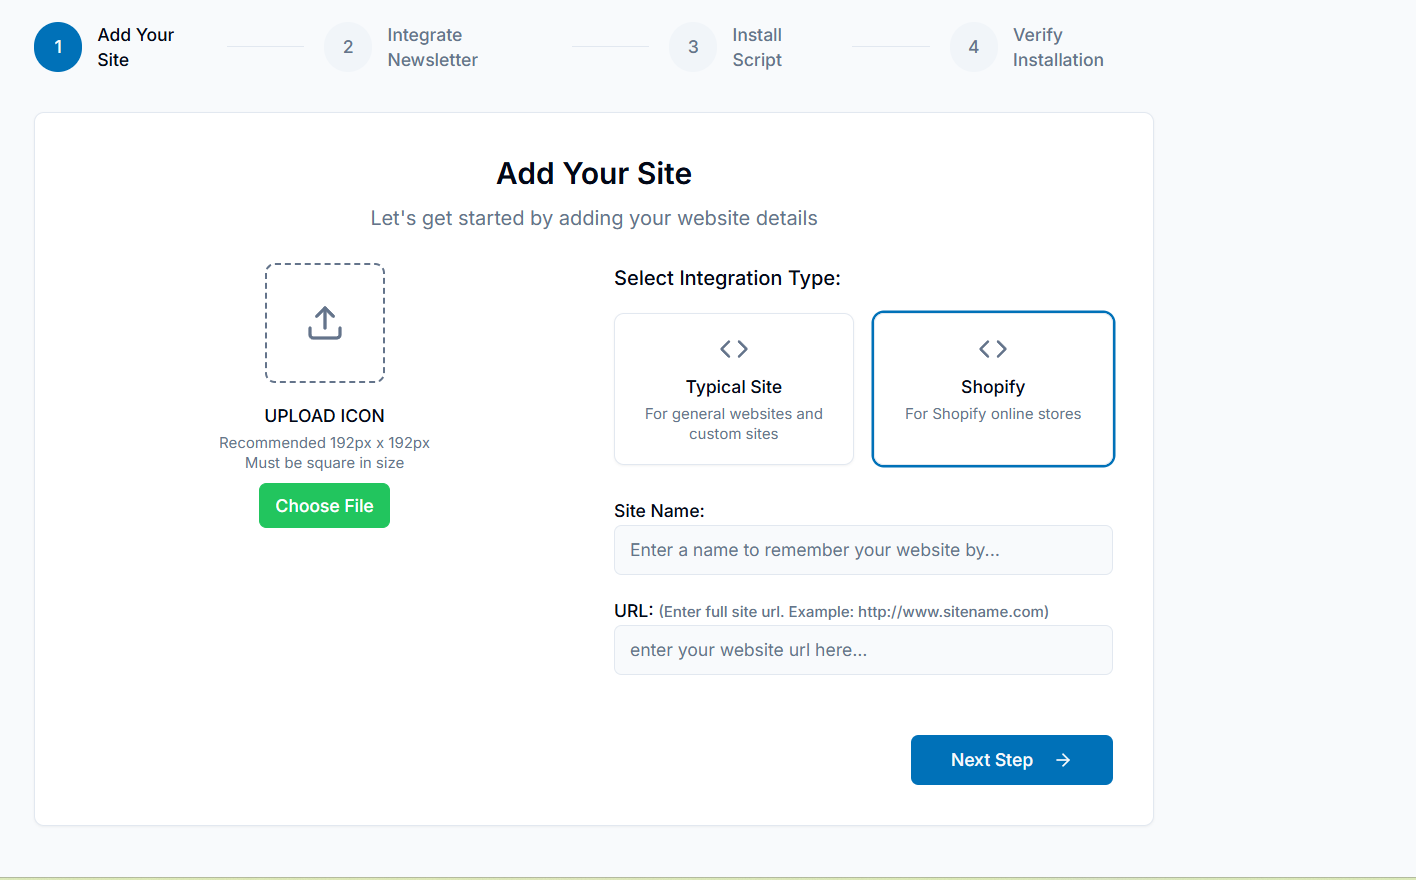 1
Add Your
Site
2
Integrate
Newsletter
3
Install
Script
4
Verify
Installation
Add Your Site
Let's get started by adding your website details
UPLOAD ICON
Recommended 192px x 192px
Must be square in size
Choose File
Select Integration Type:
Typical Site
For general websites and
custom sites
Shopify
For Shopify online stores
Site Name:
Enter a name to remember your website by...
URL: (Enter full site url. Example: http://www.sitename.com)
enter your website url here...
Next Step